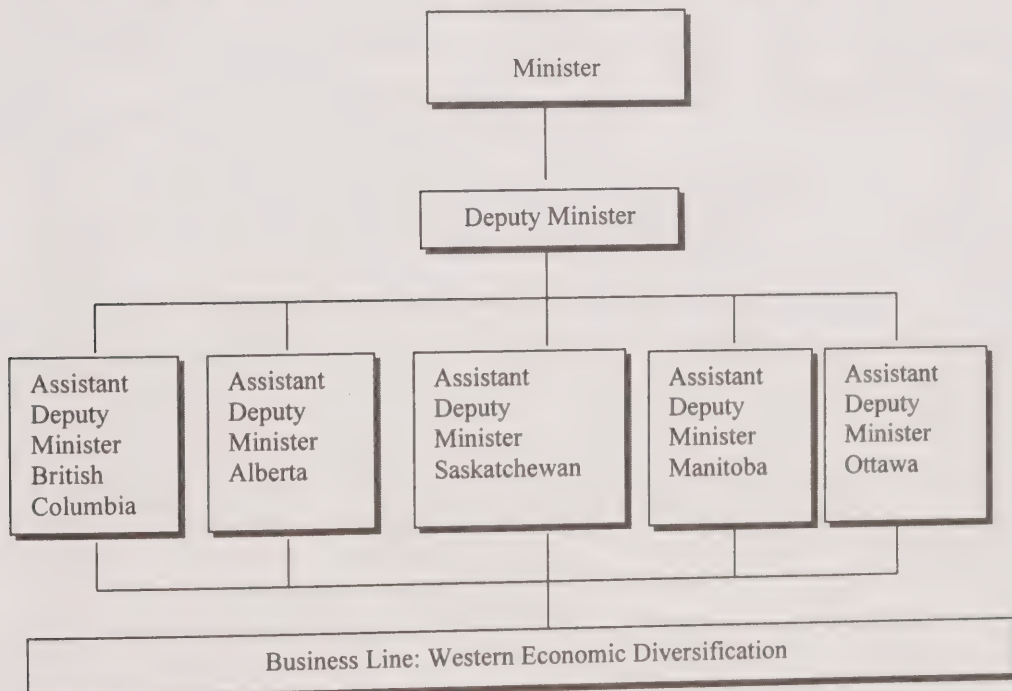 Minister
Deputy Minister
Assistant
Deputy
Minister
British
Columbia
Assistant
Deputy
Minister
Alberta
Assistant
Deputy
Minister
Saskatchewan
Assistant
Deputy
Minister
Manitoba
Assistant
Deputy
Minister
Ottawa
Business Line: Western Economic Diversification